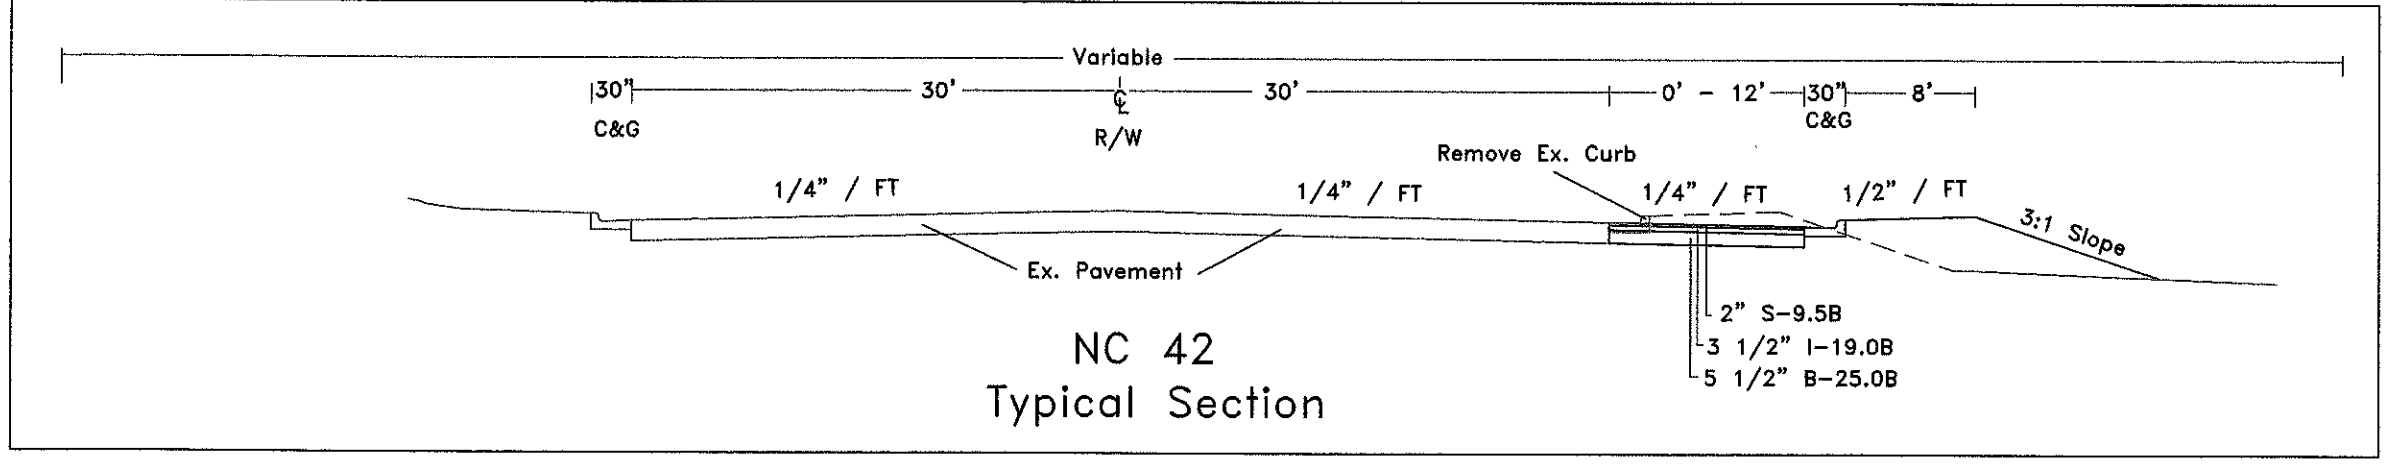 Variable
30" 30' ℄ 30' 0' - 12' 30" 8'
C&G R/W C&G
Remove Ex. Curb
1/4" / FT 1/4" / FT 1/4" / FT 1/2" / FT
3:1 Slope
Ex. Pavement
2" S-9.5B
3 1/2" I-19.0B
5 1/2" B-25.0B
NC 42
Typical Section